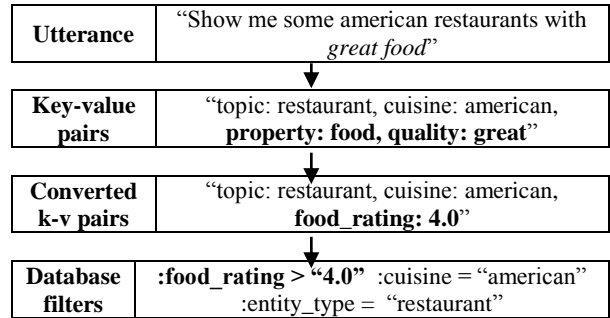 Utterance
"Show me some american restaurants with
great food"
Key-value
pairs
"topic: restaurant, cuisine: american,
property: food, quality: great"
Converted
k-v pairs
"topic: restaurant, cuisine: american,
food_rating: 4.0"
Database
filters
:food_rating > "4.0" :cuisine = "american"
:entity_type = "restaurant"